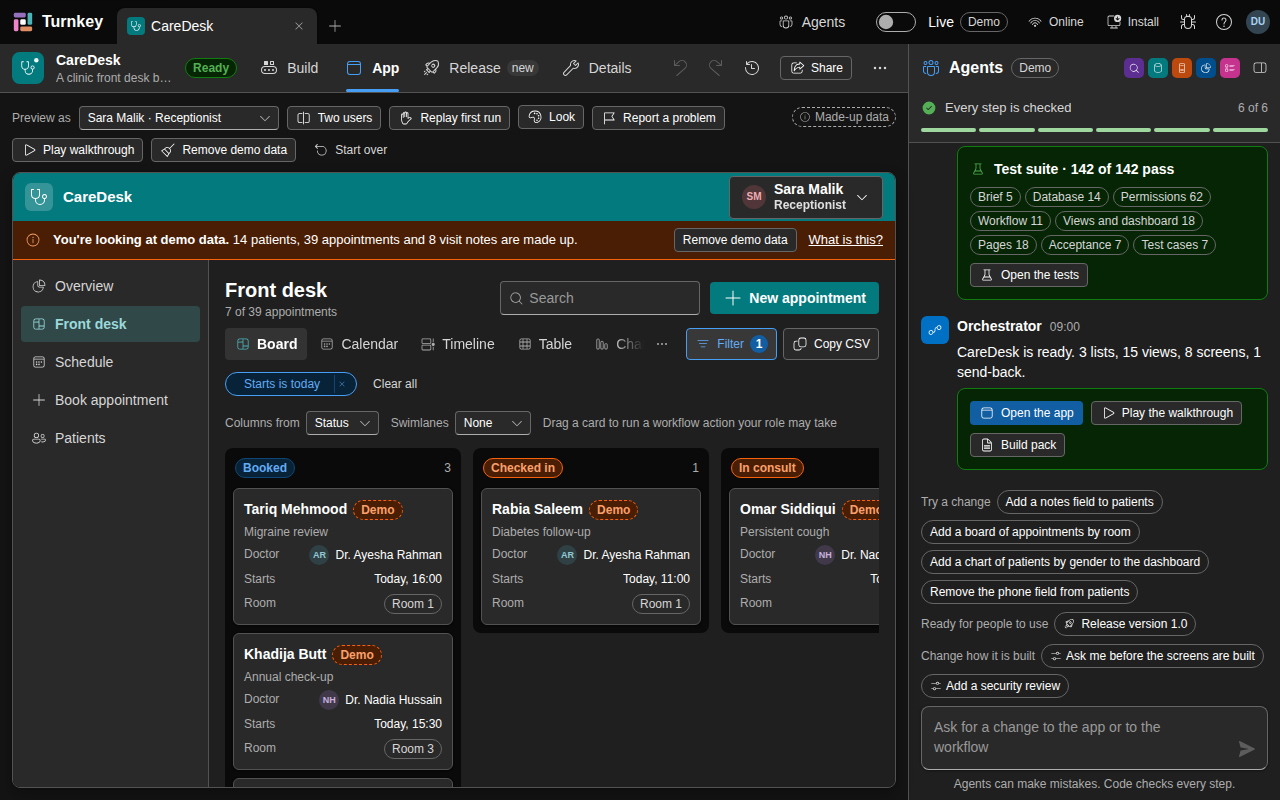 Turnkey
CareDesk
Agents
Live
Demo
Online
Install
DU
CareDesk
A clinic front desk b…
Ready
Build
App
Release new
Details
Share
Agents
Demo
Every step is checked
6 of 6
Preview as
Sara Malik · Receptionist
Two users
Replay first run
Look
Report a problem
Made-up data
Play walkthrough
Remove demo data
Start over
CareDesk
SM
Sara Malik
Receptionist
You're looking at demo data. 14 patients, 39 appointments and 8 visit notes are made up.
Remove demo data
What is this?
Overview
Front desk
Schedule
Book appointment
Patients
Front desk
7 of 39 appointments
Search
New appointment
Board
Calendar
Timeline
Table
Cha
Filter 1
Copy CSV
Starts is today
Clear all
Columns from
Status
Swimlanes
None
Drag a card to run a workflow action your role may take
Booked 3
Tariq Mehmood Demo
Migraine review
Doctor AR Dr. Ayesha Rahman
Starts Today, 16:00
Room Room 1
Khadija Butt Demo
Annual check-up
Doctor NH Dr. Nadia Hussain
Starts Today, 15:30
Room Room 3
Checked in 1
Rabia Saleem Demo
Diabetes follow-up
Doctor AR Dr. Ayesha Rahman
Starts Today, 11:00
Room Room 1
In consult
Omar Siddiqui Demo
Persistent cough
Doctor NH Dr. Nad
Starts
Room
Test suite · 142 of 142 pass
Brief 5
Database 14
Permissions 62
Workflow 11
Views and dashboard 18
Pages 18
Acceptance 7
Test cases 7
Open the tests
Orchestrator 09:00
CareDesk is ready. 3 lists, 15 views, 8 screens, 1
send-back.
Open the app
Play the walkthrough
Build pack
Try a change
Add a notes field to patients
Add a board of appointments by room
Add a chart of patients by gender to the dashboard
Remove the phone field from patients
Ready for people to use
Release version 1.0
Change how it is built
Ask me before the screens are built
Add a security review
Ask for a change to the app or to the
workflow
Agents can make mistakes. Code checks every step.